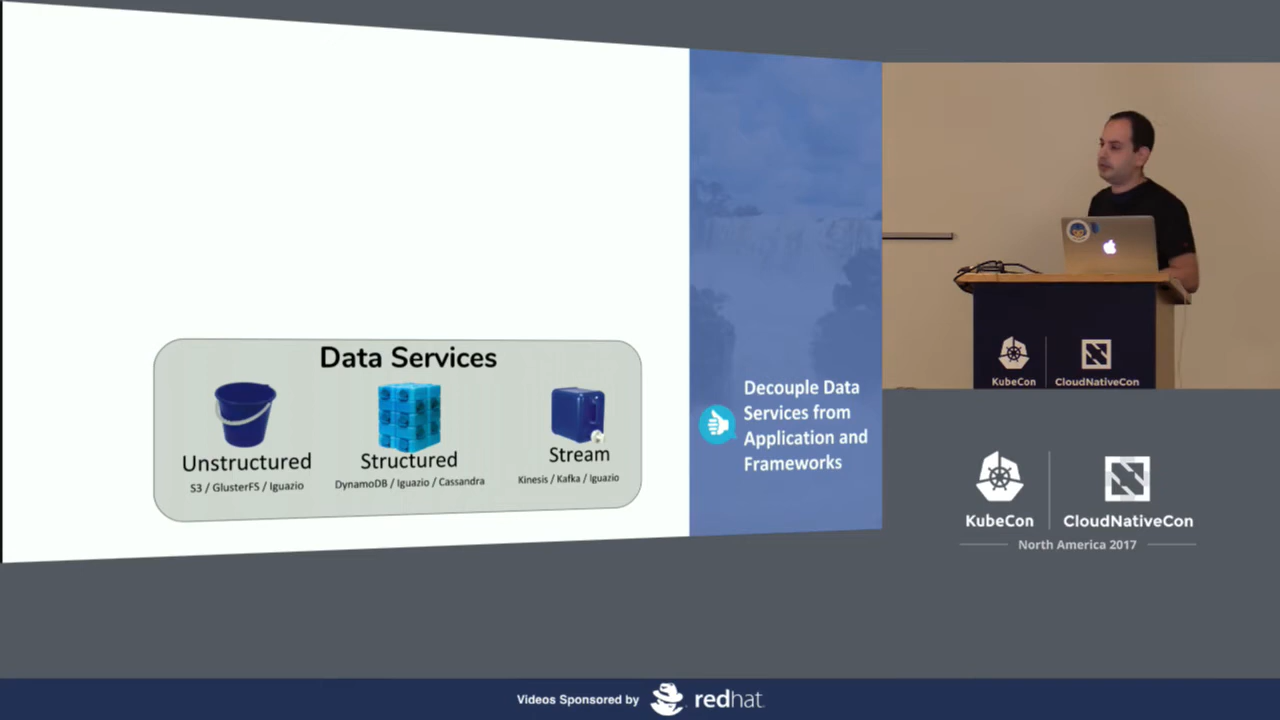 Data Services
Unstructured
S3 / GlusterFS / Iguazio
Structured
DynamoDB / Iguazio / Cassandra
Stream
Kinesis / Kafka / Iguazio
Decouple Data
Services from
Application and
Frameworks
KubeCon
CloudNativeCon
KubeCon
CloudNativeCon
North America 2017
Videos Sponsored by
redhat